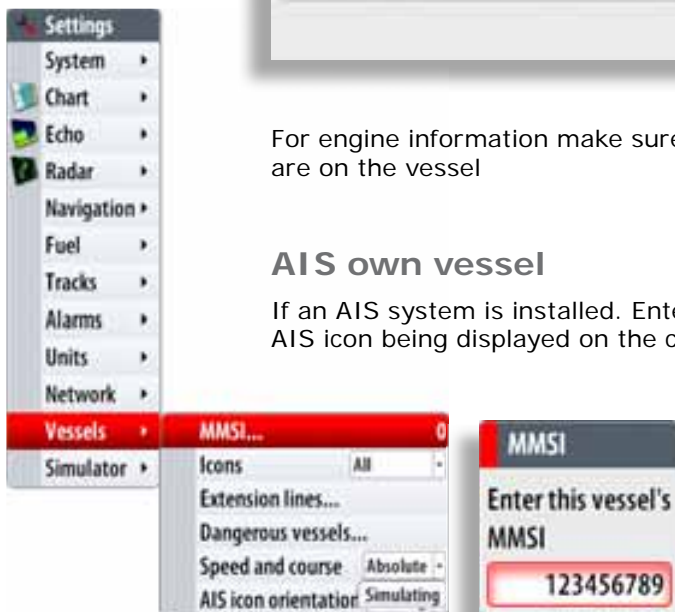 Settings
System
Chart
Echo
Radar
Navigation
Fuel
Tracks
Alarms
Units
Network
Vessels
Simulator
For engine information make sure
are on the vessel
AIS own vessel
If an AIS system is installed. Ente
AIS icon being displayed on the c
MMSI... 0
Icons All
Extension lines...
Dangerous vessels...
Speed and course Absolute
AIS icon orientation Simulating
MMSI
Enter this vessel's
MMSI
123456789